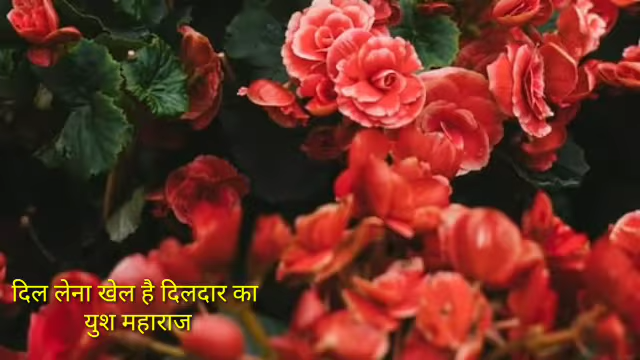 दिल लेना खेल है दिलदार का
युश महाराज